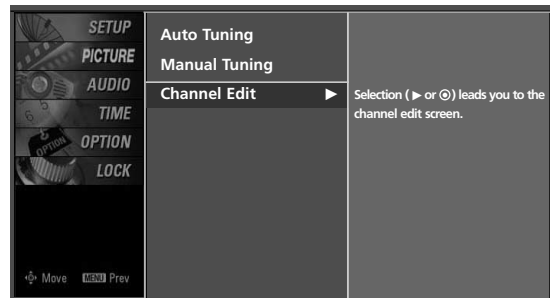 SETUP
PICTURE
AUDIO
TIME
OPTION
LOCK
Move MENU Prev
Auto Tuning
Manual Tuning
Channel Edit ▶
Selection ( ▶ or ⊙) leads you to the
channel edit screen.